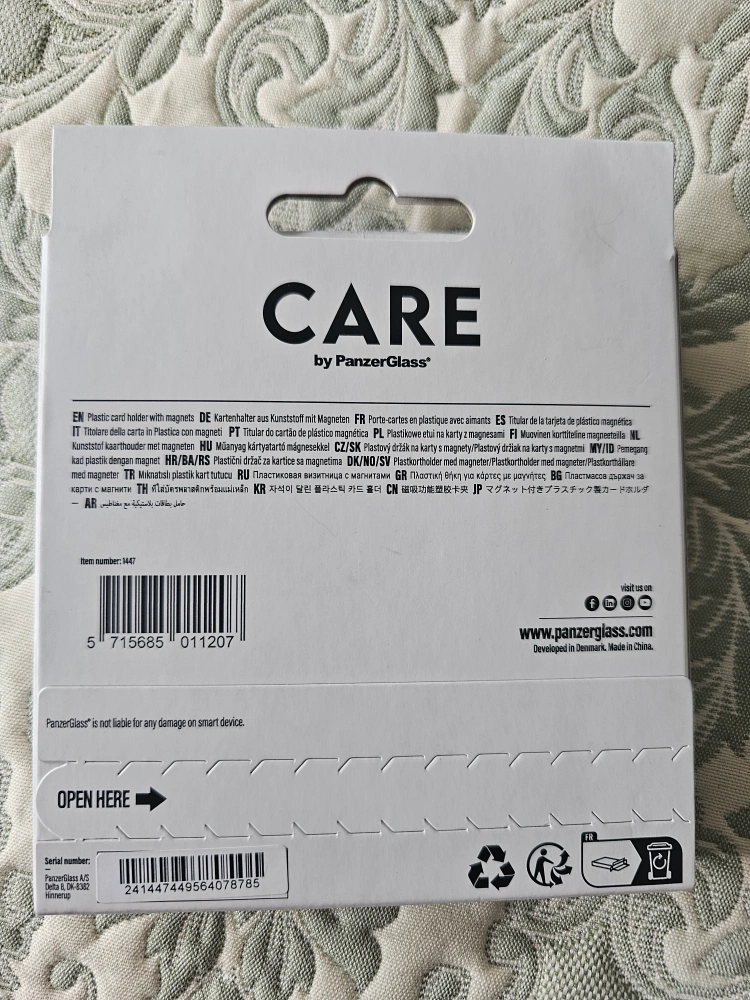 CARE
by PanzerGlass®
EN Plastic card holder with magnets DE Kartenhalter aus Kunststoff mit Magneten FR Porte-cartes en plastique avec aimants ES Titular de la tarjeta de plástico magnética
IT Titolare della carta in Plastica con magneti PT Titular do cartão de plástico magnética PL Plastikowe etui na karty z magnesami FI Muovinen korttiteline magneeteilla NL
Kunststof kaarthouder met magneten HU Műanyag kártyatartó mágnesekkel CZ/SK Plastový držák na karty s magnety/Plastový držiak na karty s magnetmi MY/ID Pemegang
kad plastik dengan magnet HR/BA/RS Plastični držač za kartice sa magnetima DK/NO/SV Plastkortholder med magneter/Plastkortholder med magneter/Plastkorthållare
med magneter TR Mıknatıslı plastik kart tutucu RU Пластиковая визитница с магнитами GR Πλαστική θήκη για κάρτες με μαγνήτες BG Пластмасов държач за
карти с магнити TH ที่ใส่บัตรพลาสติกพร้อมแม่เหล็ก KR 자석이 달린 플라스틱 카드 홀더 CN 磁吸功能塑胶卡夹 JP マグネット付きプラスチック製カードホルダ
ー AR حامل بطاقات بلاستيكية مع مغناطيس
Item number: 1447
5 715685 011207
visit us on
www.panzerglass.com
Developed in Denmark. Made in China.
PanzerGlass® is not liable for any damage on smart device.
OPEN HERE
Serial number:
PanzerGlass A/S
Delta 8, DK-8382
Hinnerup
241447449564078785
FR